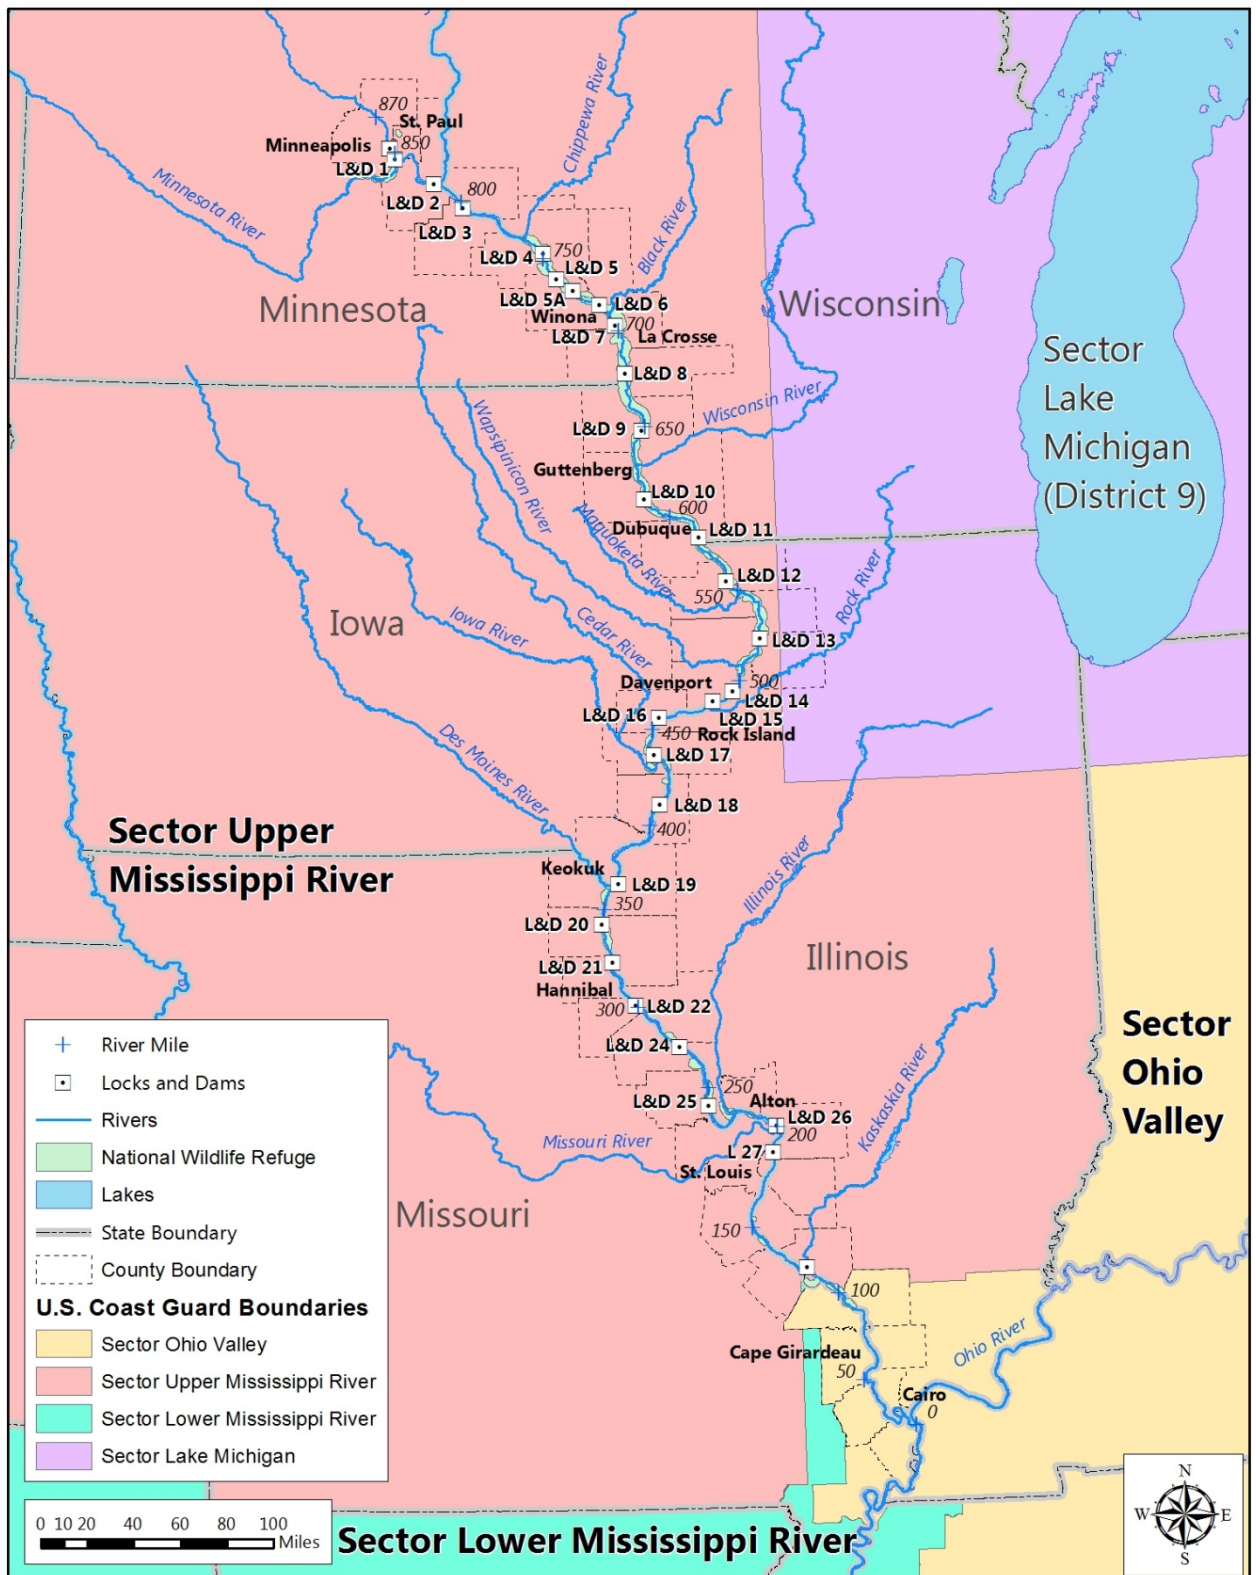 870
St. Paul
Minneapolis
850
L&D 1
Chippewa River
Minnesota River
L&D 2
800
L&D 3
Black River
750
L&D 4
L&D 5
L&D 5A
L&D 6
Winona
700
L&D 7
La Crosse
Minnesota
Wisconsin
Sector
Lake
Michigan
(District 9)
L&D 8
Wisconsin River
Wapsipinicon River
L&D 9
650
Guttenberg
L&D 10
600
Maquoketa River
Dubuque
L&D 11
L&D 12
550
Rock River
Iowa
Iowa River
Cedar River
L&D 13
Davenport
500
L&D 14
L&D 16
L&D 15
450
Rock Island
Des Moines River
L&D 17
L&D 18
400
Sector Upper
Mississippi River
Keokuk
Illinois River
L&D 19
350
L&D 20
Illinois
L&D 21
Hannibal
300
L&D 22
Sector
Ohio
Valley
L&D 24
Kaskaskia River
250
L&D 25
Alton
L&D 26
200
Missouri River
L 27
St. Louis
Missouri
150
100
Ohio River
Cape Girardeau
50
Cairo
0
River Mile
Locks and Dams
Rivers
National Wildlife Refuge
Lakes
State Boundary
County Boundary
U.S. Coast Guard Boundaries
Sector Ohio Valley
Sector Upper Mississippi River
Sector Lower Mississippi River
Sector Lake Michigan
0 10 20 40 60 80 100
Miles
Sector Lower Mississippi River
N
W E
S